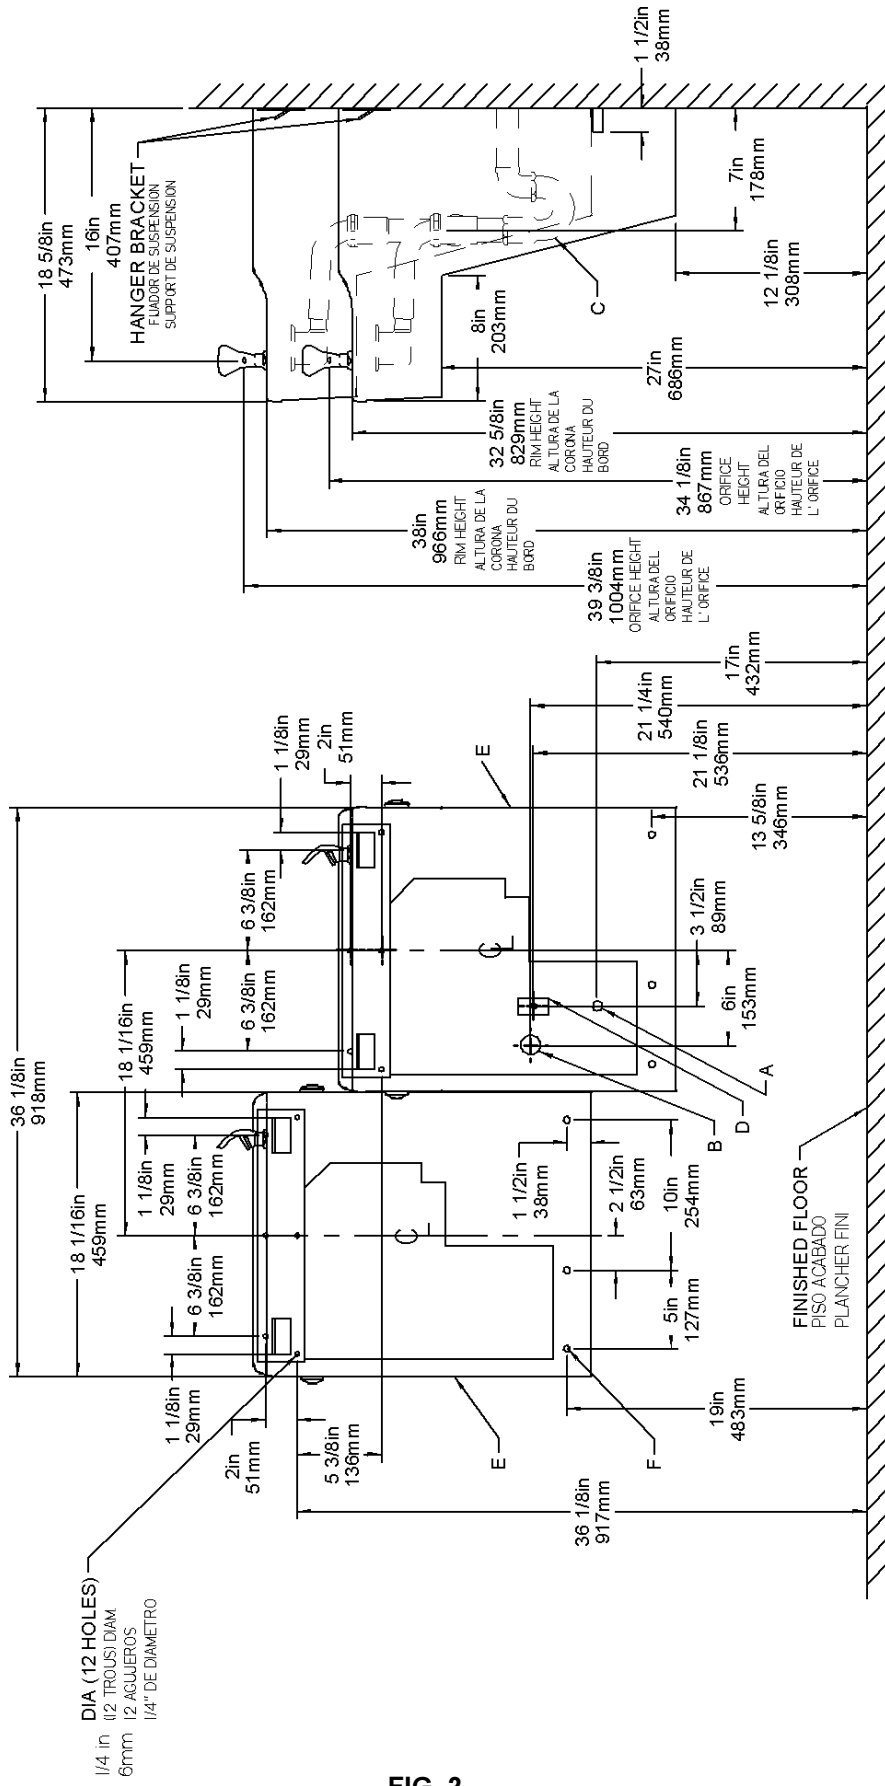 18 5/8in
473mm
16in
407mm
HANGER BRACKET
FIJADOR DE SUSPENSION
SUPPORT DE SUSPENSION
1 1/2in
38mm
7in
178mm
12 1/8in
308mm
C
8in
203mm
27in
686mm
32 5/8in
829mm
RIM HEIGHT
ALTURA DE LA
CORONA
HAUTEUR DU
BORD
34 1/8in
867mm
ORIFICE
HEIGHT
ALTURA DEL
ORIFICIO
HAUTEUR DE
L' ORIFICE
38in
966mm
RIM HEIGHT
ALTURA DE LA
CORONA
HAUTEUR DU
BORD
39 3/8in
1004mm
ORIFICE HEIGHT
ALTURA DEL
ORIFICIO
HAUTEUR DE
L' ORIFICE
36 1/8in
918mm
18 1/16in
459mm
18 1/16in
459mm
1 1/8in
29mm
2in
51mm
6 3/8in
162mm
6 3/8in
162mm
1 1/8in
29mm
E
17in
432mm
21 1/4in
540mm
21 1/8in
536mm
13 5/8in
346mm
3 1/2in
89mm
6in
153mm
CL
A
D
B
1 1/8in
29mm
6 3/8in
162mm
6 3/8in
162mm
1 1/8in
29mm
2in
51mm
5 3/8in
136mm
CL
1 1/2in
38mm
2 1/2in
63mm
10in
254mm
5in
127mm
E
F
19in
483mm
36 1/8in
917mm
FINISHED FLOOR
PISO ACABADO
PLANCHER FINI
DIA (12 HOLES)
1/4 in (12 TROUS) DIAM.
6mm 12 AGUJEROS
1/4" DE DIAMETRO
FIG. 2